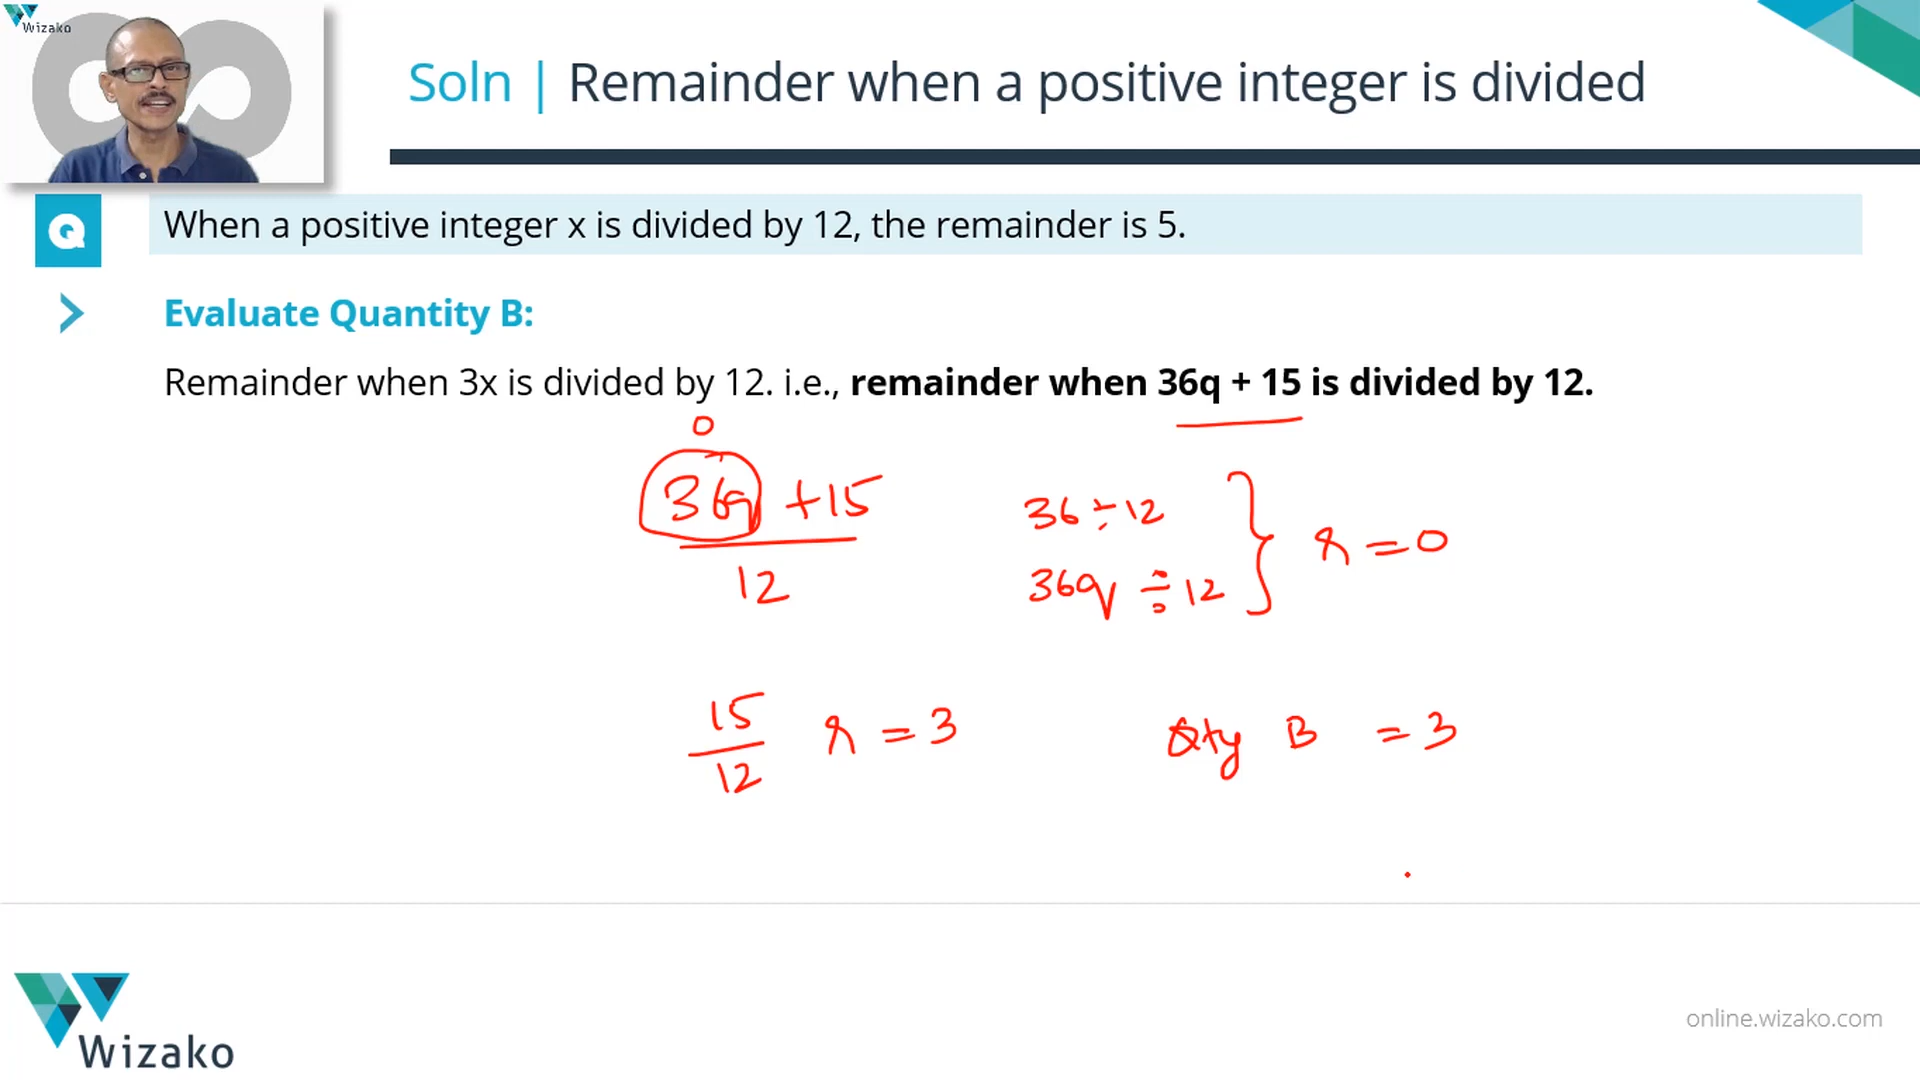 Wizako
Soln | Remainder when a positive integer is divided
Q
When a positive integer x is divided by 12, the remainder is 5.
Evaluate Quantity B:
Remainder when 3x is divided by 12. i.e., remainder when 36q + 15 is divided by 12.
0
36q + 15
12
36 ÷ 12
36q ÷ 12
r = 0
15
12
r = 3
Qty B = 3
Wizako
online.wizako.com